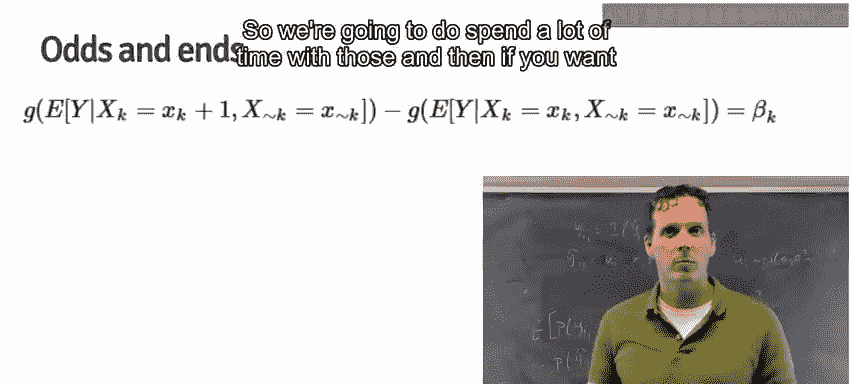 So we're going to do spend a lot of
Odds and ends
time with those and then if you want
g(E[Y|X_k = x_k + 1, X_{∼k} = x_{∼k}]) − g(E[Y|X_k = x_k, X_{∼k} = x_{∼k}]) = β_k